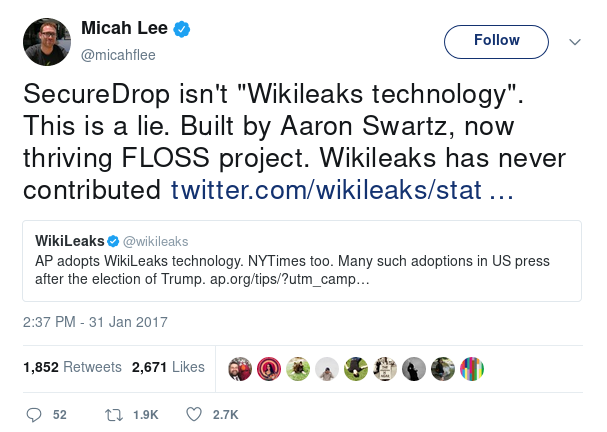 Micah Lee
@micahflee
Follow
SecureDrop isn't "Wikileaks technology".
This is a lie. Built by Aaron Swartz, now
thriving FLOSS project. Wikileaks has never
contributed twitter.com/wikileaks/stat …
WikiLeaks @wikileaks
AP adopts WikiLeaks technology. NYTimes too. Many such adoptions in US press
after the election of Trump. ap.org/tips/?utm_camp…
2:37 PM - 31 Jan 2017
1,852 Retweets 2,671 Likes
52 1.9K 2.7K